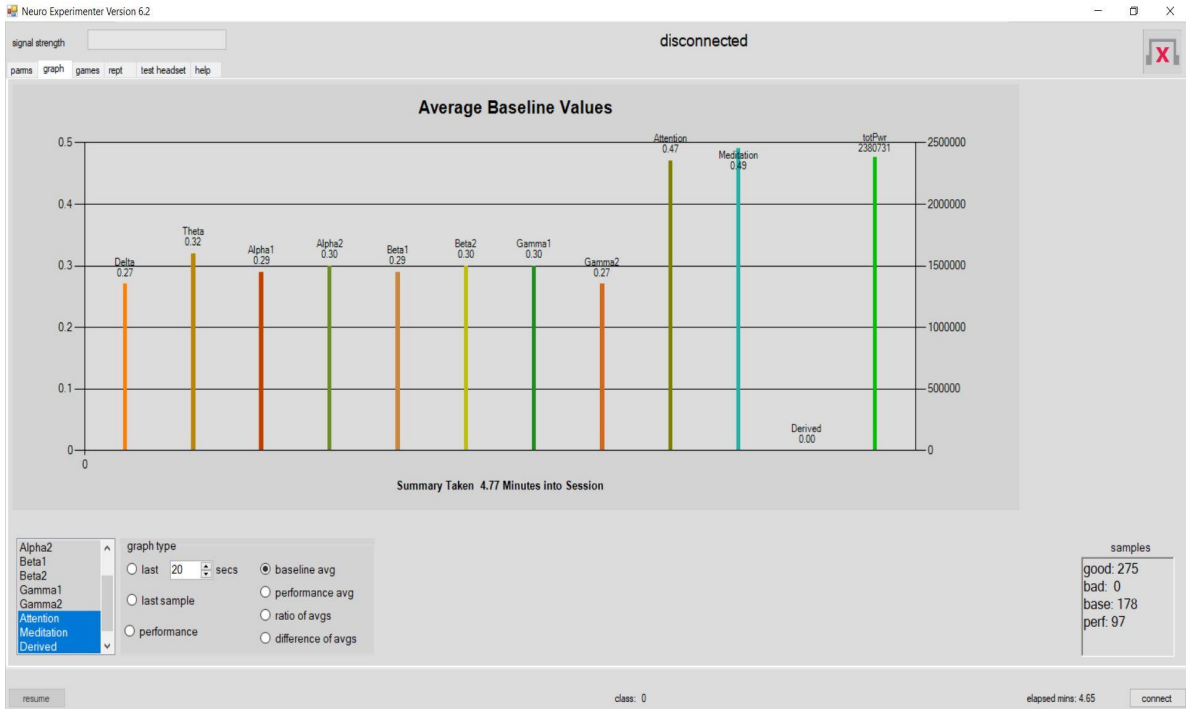 Neuro Experimenter Version 6.2
signal strength
disconnected
X
parms graph games rept test headset help
Average Baseline Values
0.5
0.4
0.3
0.2
0.1
0
0
Delta
0.27
Theta
0.32
Alpha1
0.29
Alpha2
0.30
Beta1
0.29
Beta2
0.30
Gamma1
0.30
Gamma2
0.27
Attention
0.47
Meditation
0.49
Derived
0.00
totPwr
2380731
2500000
2000000
1500000
1000000
500000
0
Summary Taken 4.77 Minutes into Session
Alpha2
Beta1
Beta2
Gamma1
Gamma2
Attention
Meditation
Derived
graph type
last 20 secs
last sample
performance
baseline avg
performance avg
ratio of avgs
difference of avgs
samples
good: 275
bad: 0
base: 178
perf: 97
resume
class: 0
elapsed mins: 4.65
connect